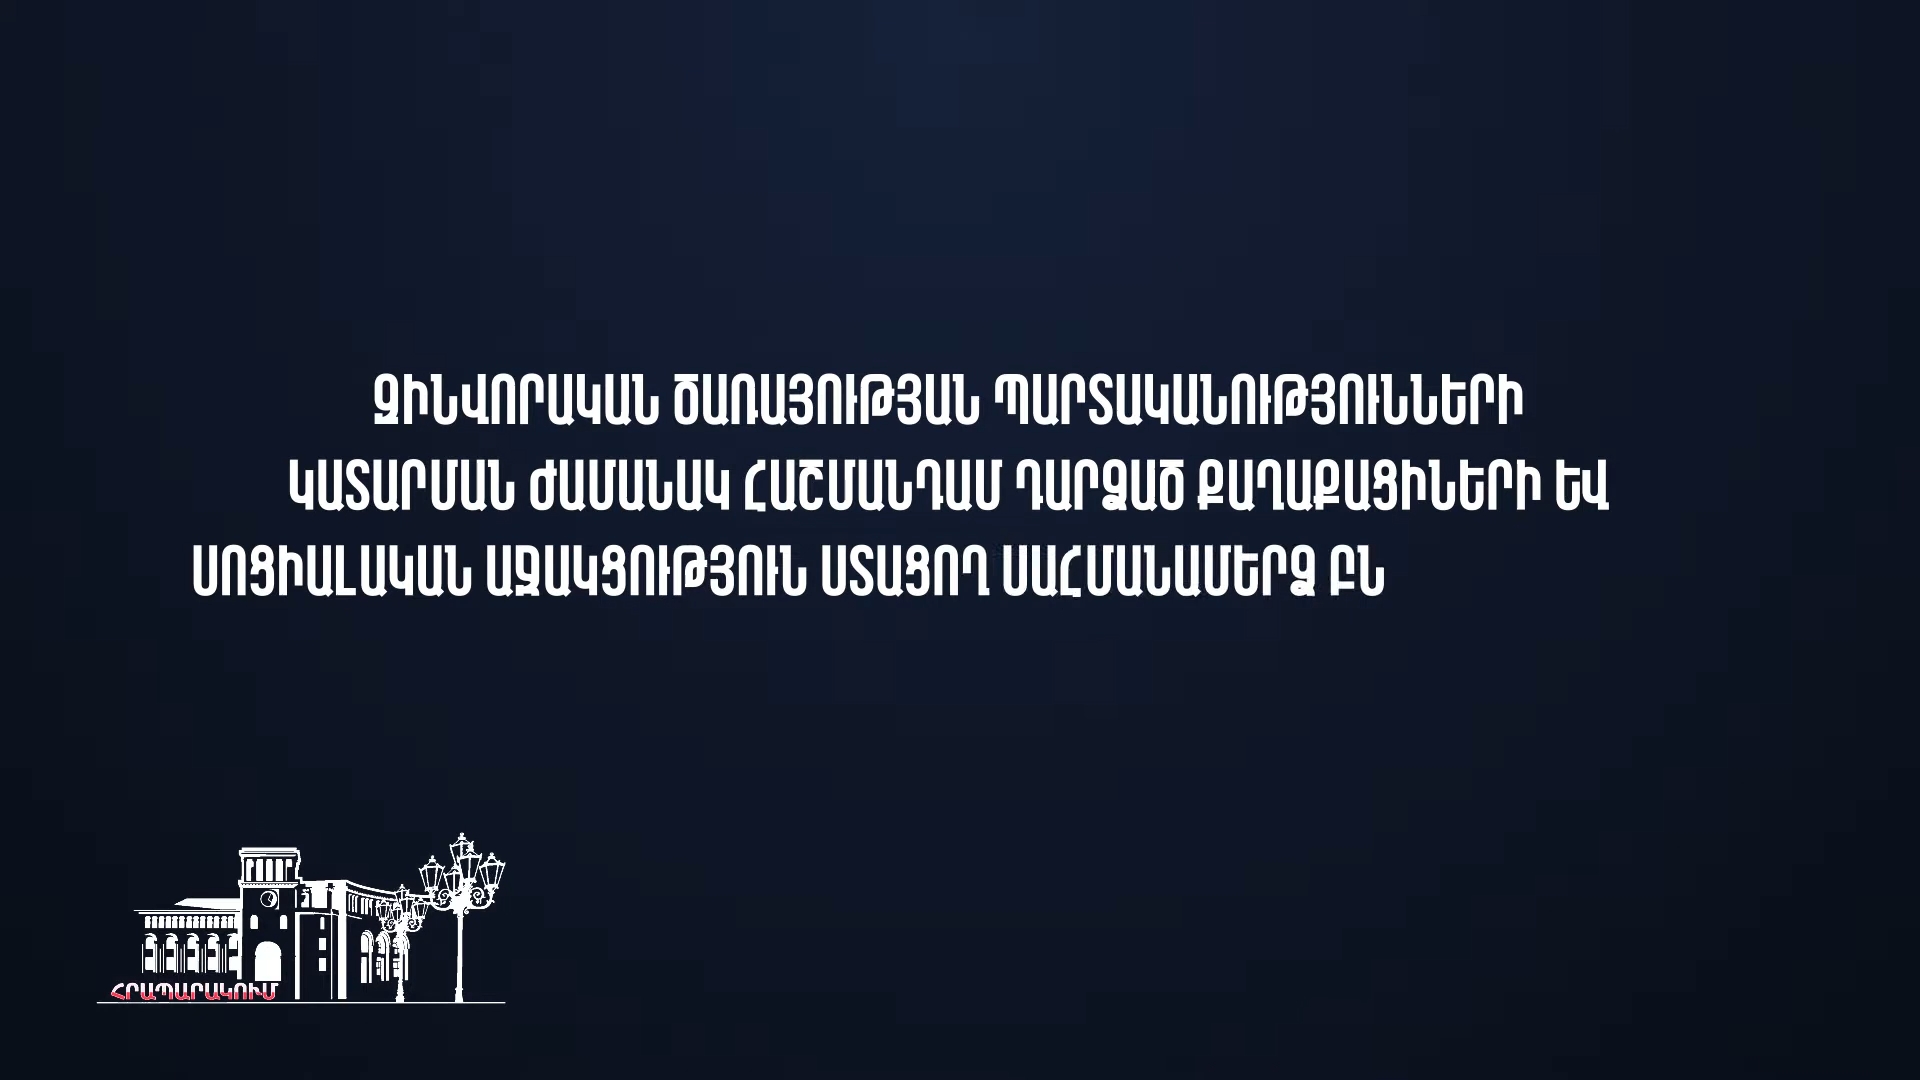 ԶԻՆՎՈՐԱԿԱՆ ԾԱՌԱՅՈՒԹՅԱՆ ՊԱՐՏԱԿԱՆՈՒԹՅՈՒՆՆԵՐԻ
ԿԱՏԱՐՄԱՆ ԺԱՄԱՆԱԿ ՀԱՇՄԱՆԴԱՄ ԴԱՐՁԱԾ ՔԱՂԱՔԱՑԻՆԵՐԻ ԵՎ
ՍՈՑԻԱԼԱԿԱՆ ԱՋԱԿՑՈՒԹՅՈՒՆ ՍՏԱՑՈՂ ՍԱՀՄԱՆԱՄԵՐՁ ԲՆ
ՀՐԱՊԱՐԱԿՈՒՄ